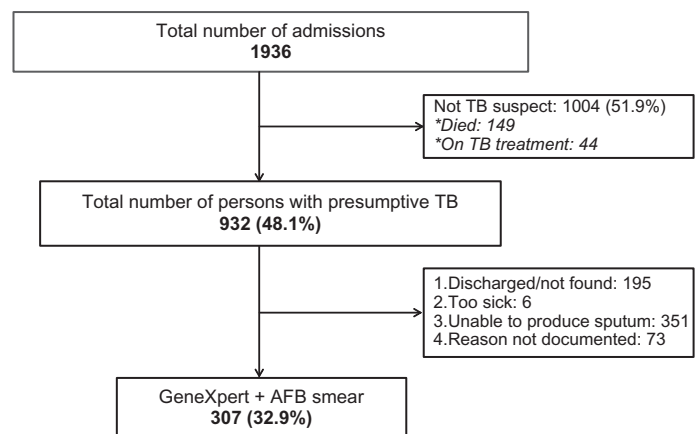 Total number of admissions
1936
Not TB suspect: 1004 (51.9%)
*Died: 149
*On TB treatment: 44
Total number of persons with presumptive TB
932 (48.1%)
1.Discharged/not found: 195
2.Too sick: 6
3.Unable to produce sputum: 351
4.Reason not documented: 73
GeneXpert + AFB smear
307 (32.9%)